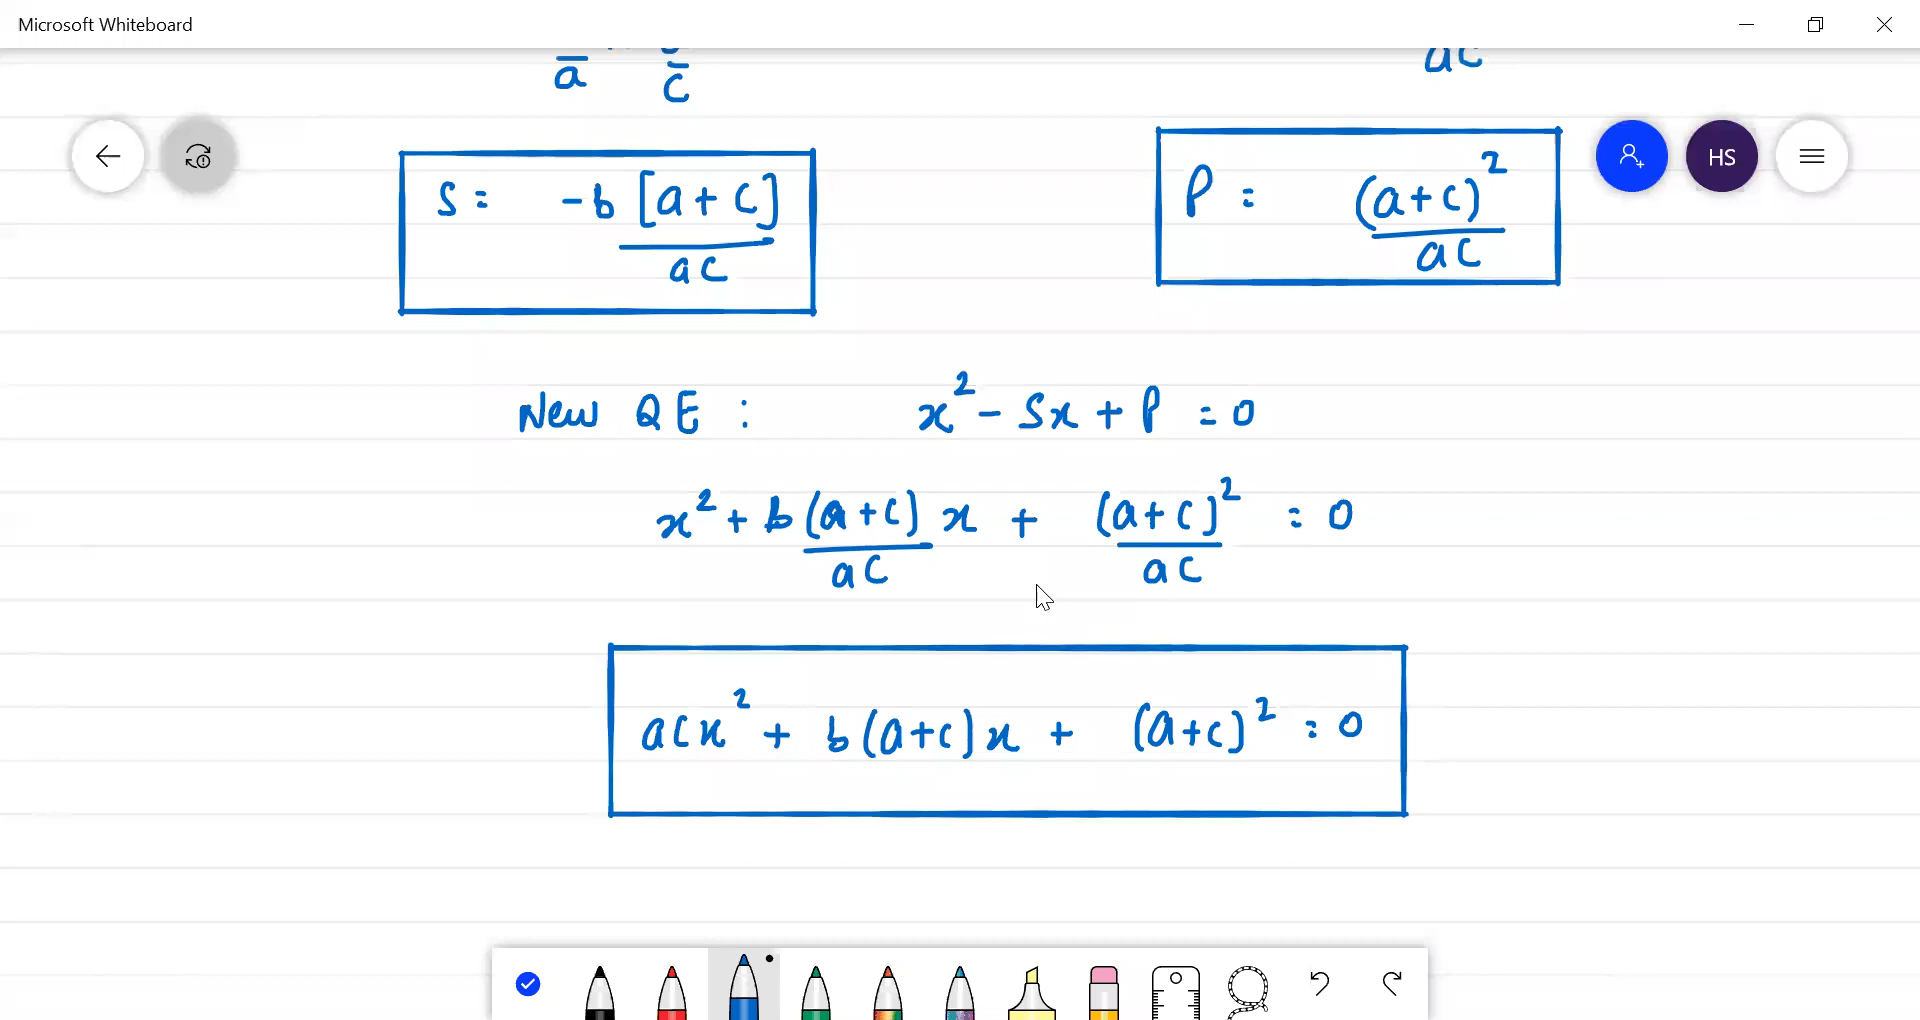 Microsoft Whiteboard
a c
ac
S = -b [a+c]
ac
P = (a+c)²
ac
HS
New QE : x² - Sx + P = 0
x² + b(a+c) x + (a+c)² = 0
ac ac
acx² + b(a+c)x + (a+c)² = 0